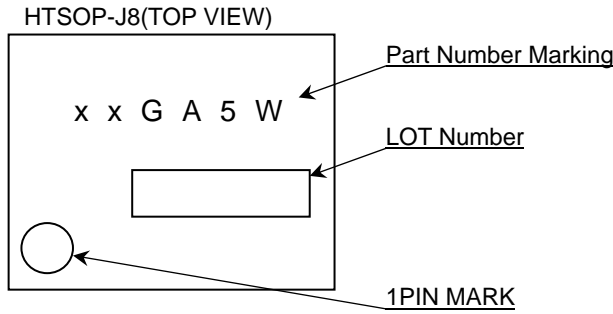 HTSOP-J8(TOP VIEW)
Part Number Marking
x x G A 5 W
LOT Number
1PIN MARK